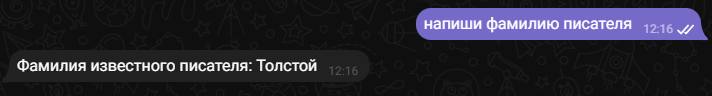 напиши фамилию писателя 12:16
Фамилия известного писателя: Толстой 12:16